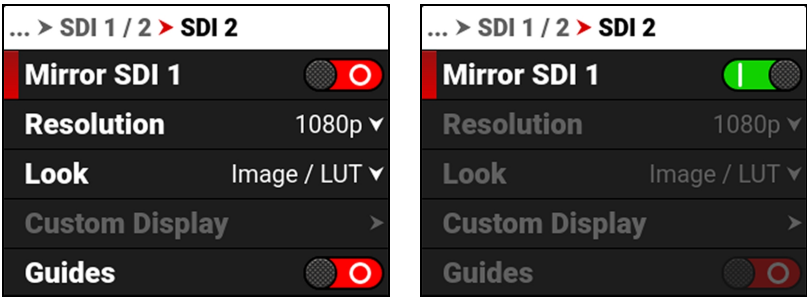 ... > SDI 1 / 2 > SDI 2
Mirror SDI 1
Resolution 1080p
Look Image / LUT
Custom Display
Guides
... > SDI 1 / 2 > SDI 2
Mirror SDI 1
Resolution 1080p
Look Image / LUT
Custom Display
Guides